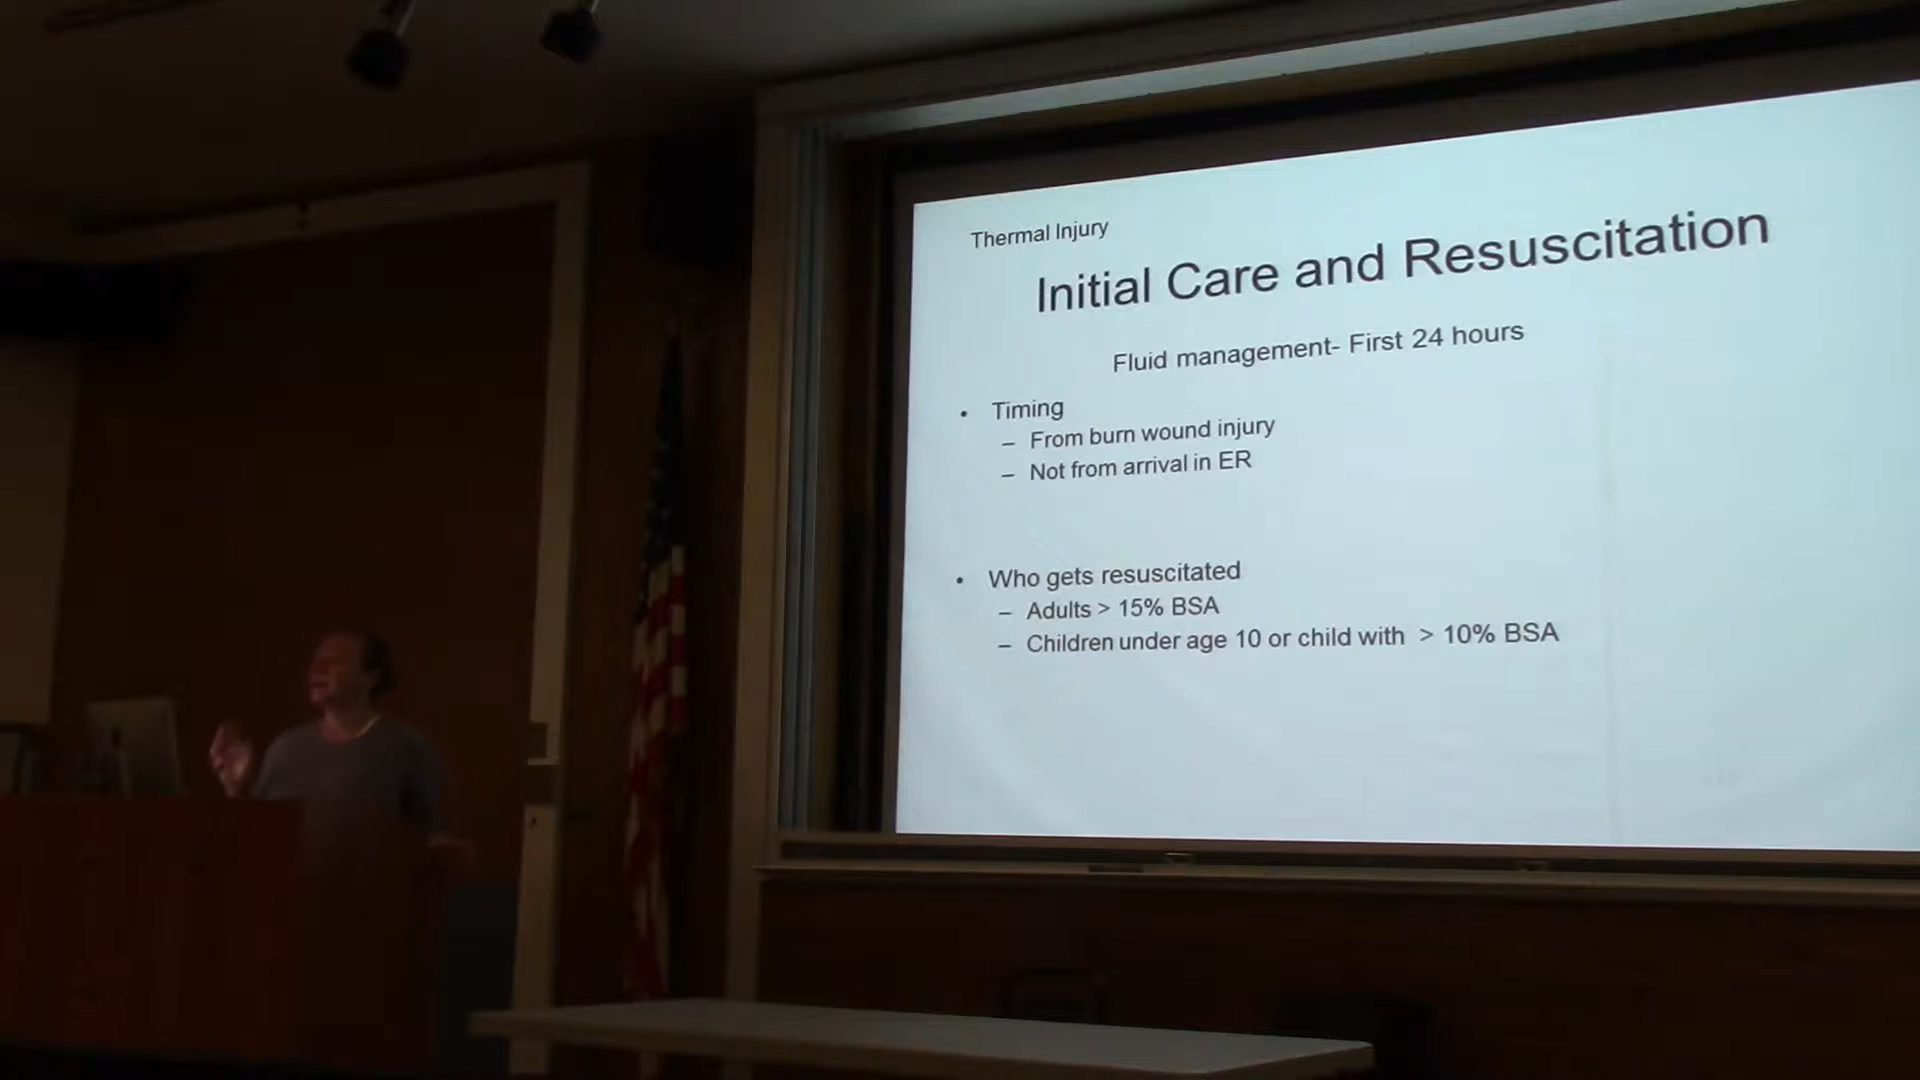 Thermal Injury
Initial Care and Resuscitation
Fluid management- First 24 hours
• Timing
– From burn wound injury
– Not from arrival in ER
• Who gets resuscitated
– Adults > 15% BSA
– Children under age 10 or child with > 10% BSA